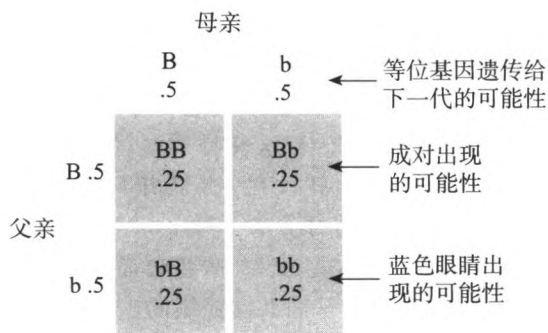 母亲
B
.5
b
.5
等位基因遗传给
下一代的可能性
B .5
BB
.25
Bb
.25
成对出现
的可能性
父亲
b .5
bB
.25
bb
.25
蓝色眼睛出
现的可能性